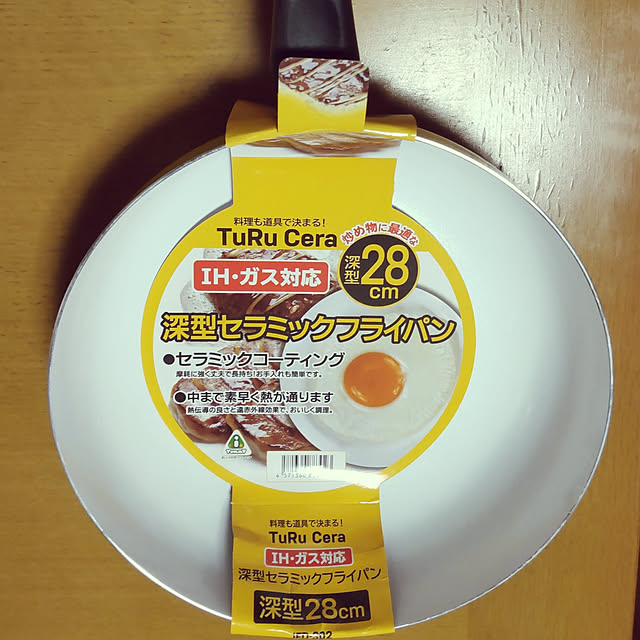 料理も道具で決まる!
TuRu Cera
炒め物に最適な
深型28cm
IH・ガス対応
深型セラミックフライパン
●セラミックコーティング
摩耗に強く丈夫で長持ち!お手入れも簡単です。
●中まで素早く熱が通ります
熱伝導の良さと遠赤外線効果で、おいしく調理。
料理も道具で決まる!
TuRu Cera
IH・ガス対応
深型セラミックフライパン
深型28cm